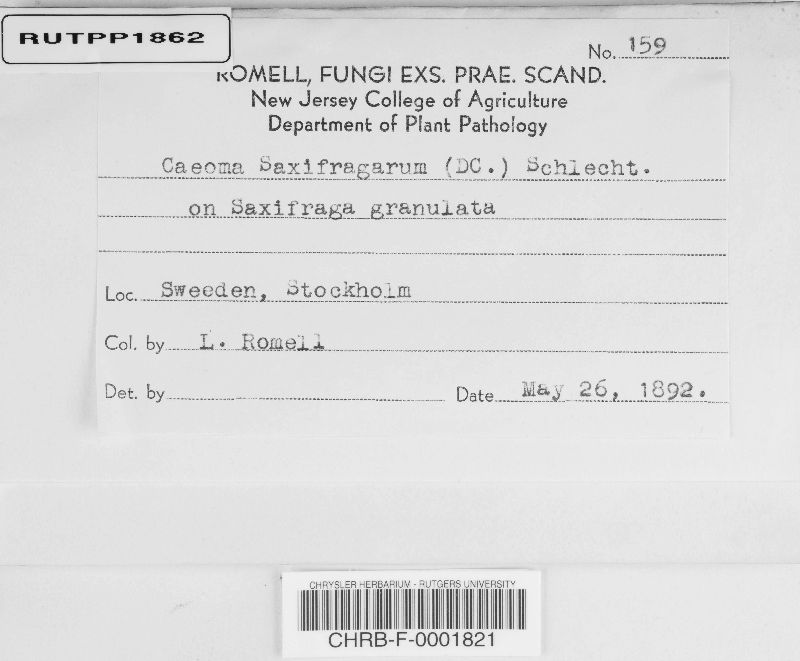 RUTPP1862
No. 159
ROMELL, FUNGI EXS. PRAE. SCAND.
New Jersey College of Agriculture
Department of Plant Pathology
Caeoma Saxifragarum (DC.) Schlecht.
on Saxifraga granulata
Loc. Sweeden, Stockholm
Col. by L. Romell
Det. by Date May 26, 1892.
CHRYSLER HERBARIUM - RUTGERS UNIVERSITY
CHRB-F-0001821